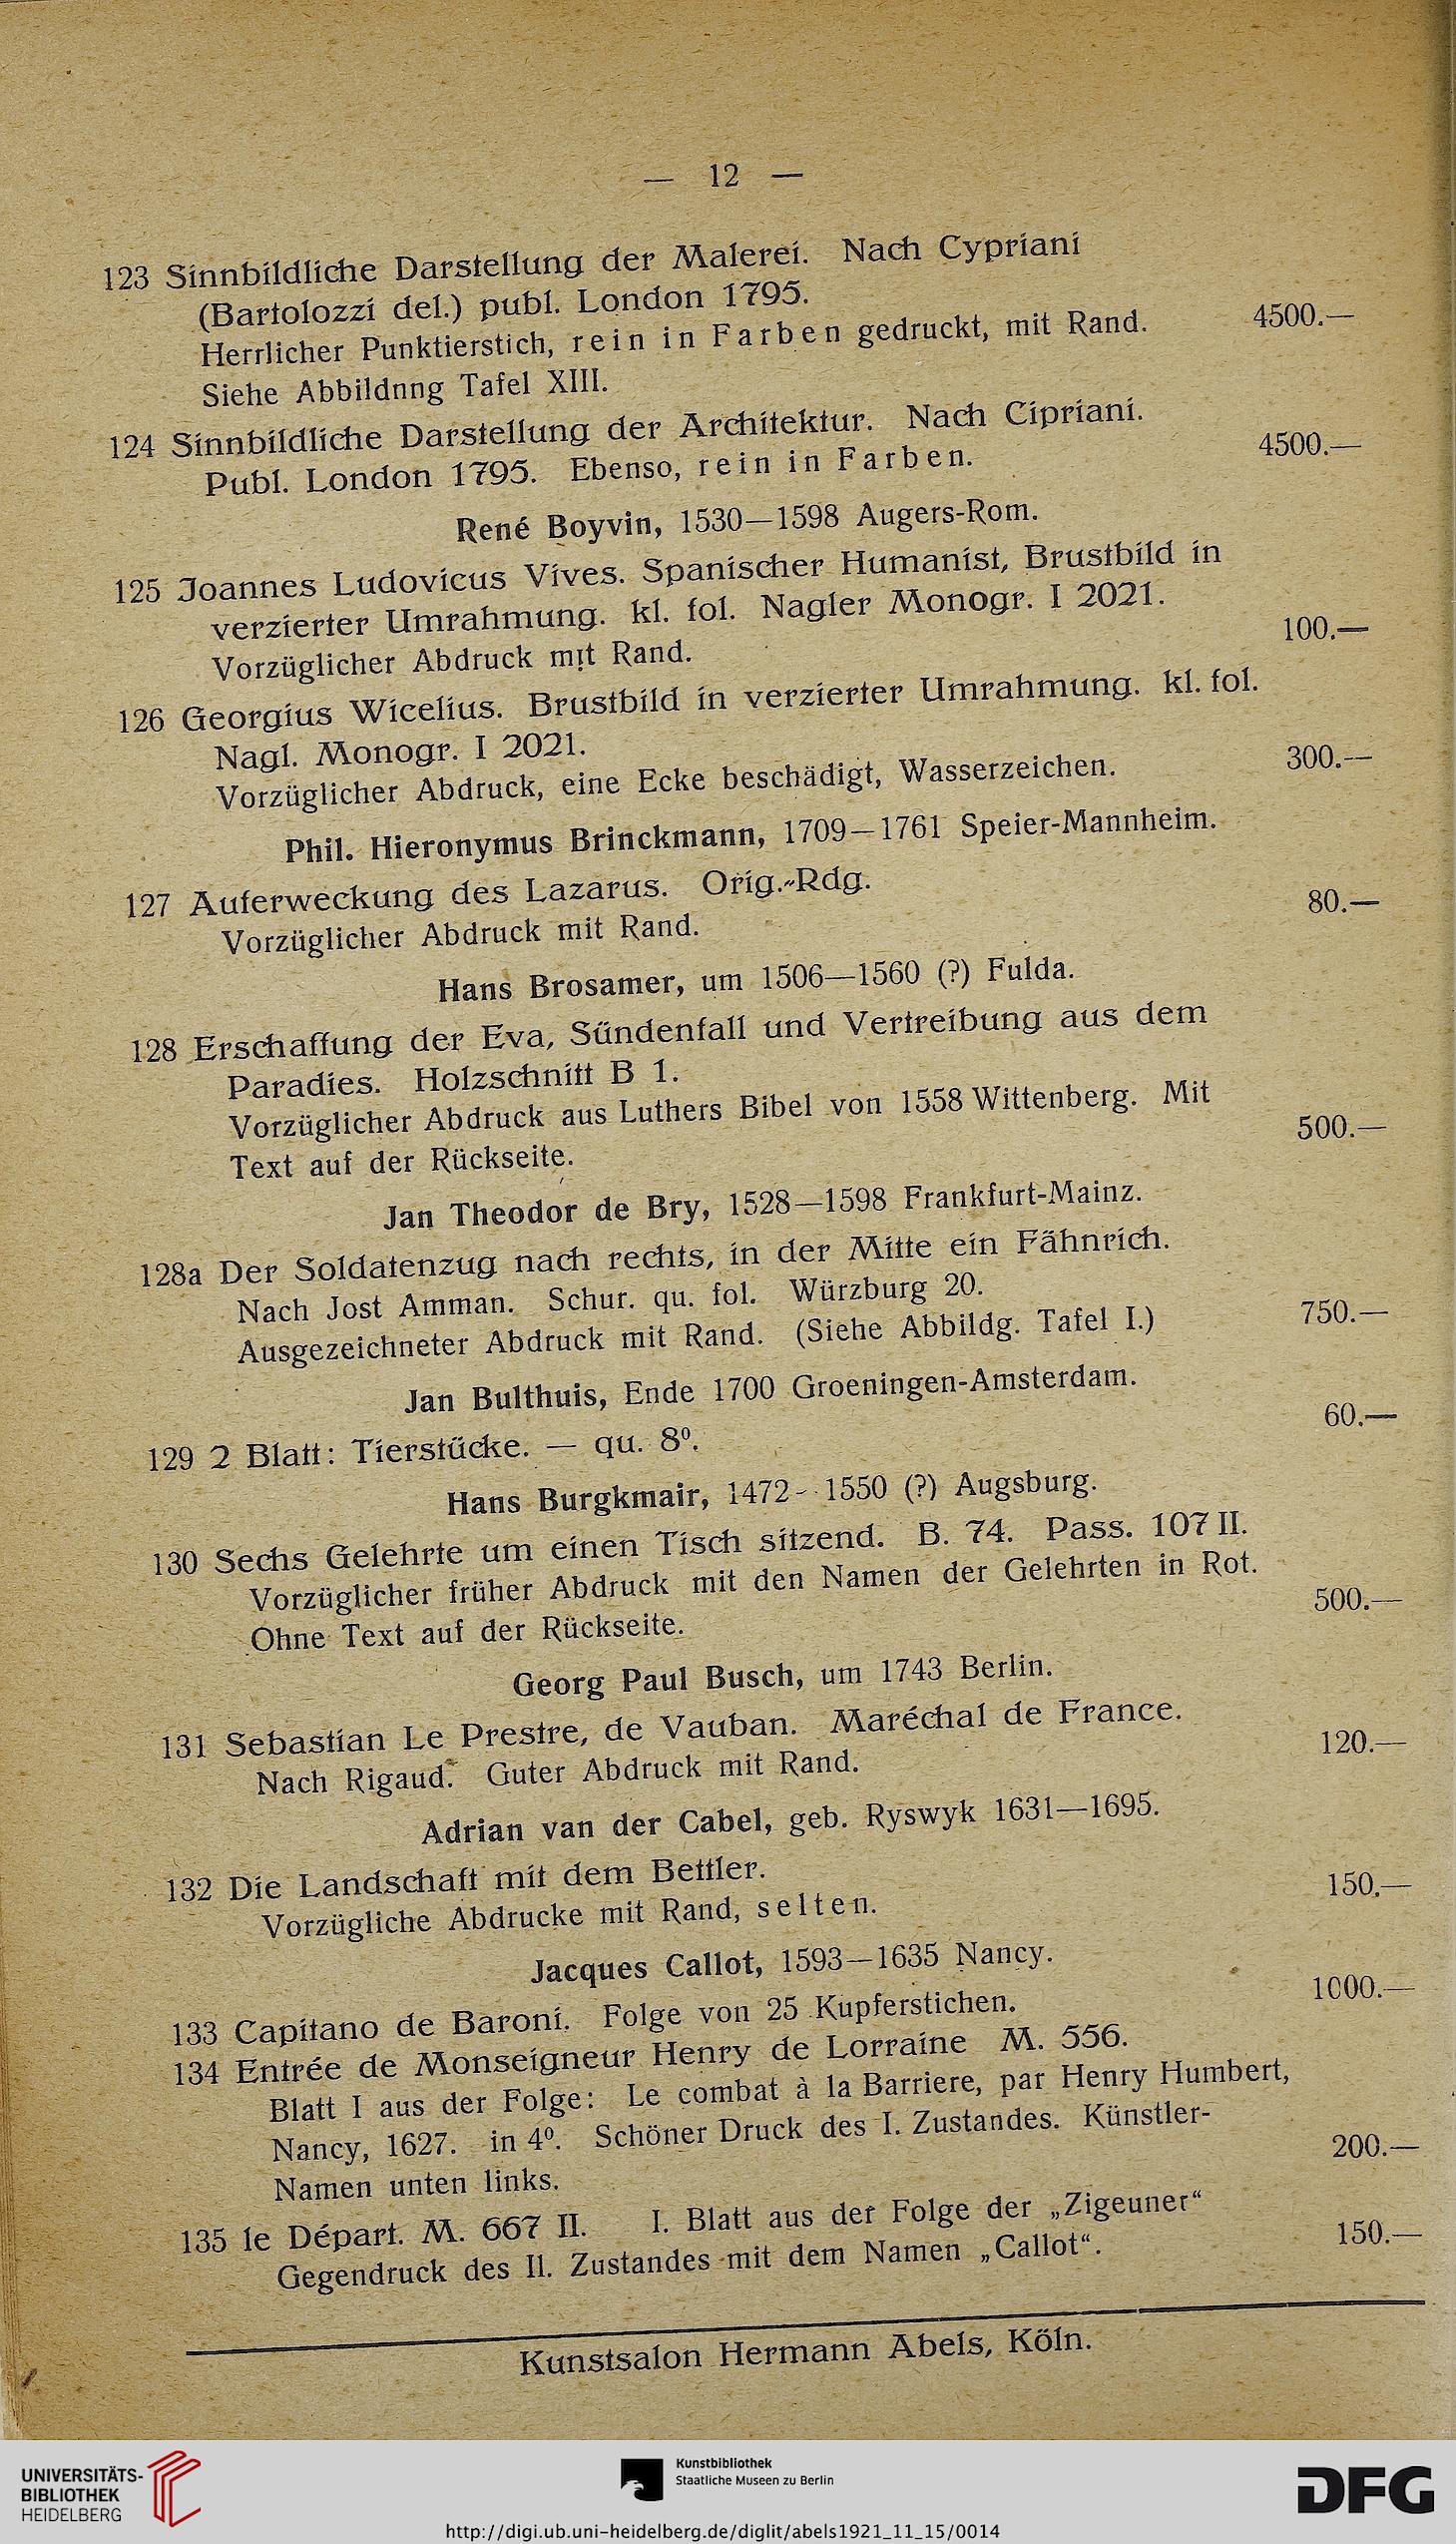 — 12 —
123 Sinnbildliche Darstellung der Malerei. Nach Cypriani
(Bartolozzi del.) publ. London 1795.
Herrlicher Punktierstich, rein in Farben gedruckt, mit Rand. 4500.—
Siehe Abbildnng Tafel XIII.
124 Sinnbildliche Darstellung der Architektur. Nach Cipriani.
Publ. London 1795. Ebenso, rein in Farben. 4500.—
René Boyvin, 1530—1598 Augers-Rom.
125 Joannes Ludovicus Vives. Spanischer Humanist, Brustbild in
verzierter Umrahmung. kl. fol. Nagler Monogr. I 2021.
Vorzüglicher Abdruck mit Rand. 100.—
126 Georgius Wicelius. Brustbild in verzierter Umrahmung. kl. fol.
Nagl. Monogr. I 2021.
Vorzüglicher Abdruck, eine Ecke beschädigt, Wasserzeichen. 300.—
Phil. Hieronymus Brinckmann, 1709—1761 Speier-Mannheim.
127 Auferweckung des Lazarus. Orig.-Rdg.
Vorzüglicher Abdruck mit Rand. 80.—
Hans Brosamer, um 1506—1560 (?) Fulda.
128 Erschaffung der Eva, Sündenfall und Vertreibung aus dem
Paradies. Holzschnitt B 1.
Vorzüglicher Abdruck aus Luthers Bibel von 1558 Wittenberg. Mit
Text auf der Rückseite. 500.—
Jan Theodor de Bry, 1528—1598 Frankfurt-Mainz.
128a Der Soldatenzug nach rechts, in der Mitte ein Fähnrich.
Nach Jost Amman. Schur. qu. fol. Würzburg 20.
Ausgezeichneter Abdruck mit Rand. (Siehe Abbildg. Tafel I.) 750.—
Jan Bulthuis, Ende 1700 Groeningen-Amsterdam.
129 2 Blatt: Tierstücke. — qu. 8⁰. 60.—
Hans Burgkmair, 1472- 1550 (?) Augsburg.
130 Sechs Gelehrte um einen Tisch sitzend. B. 74. Pass. 107 II.
Vorzüglicher früher Abdruck mit den Namen der Gelehrten in Rot.
Ohne Text auf der Rückseite. 500.—
Georg Paul Busch, um 1743 Berlin.
131 Sebastian Le Prestre, de Vauban. Maréchal de France.
Nach Rigaud. Guter Abdruck mit Rand. 120.—
Adrian van der Cabel, geb. Ryswyk 1631—1695.
132 Die Landschaft mit dem Bettler.
Vorzügliche Abdrucke mit Rand, selten. 150.—
Jacques Callot, 1593—1635 Nancy.
133 Capitano de Baroni. Folge von 25 Kupferstichen. 1000.—
134 Entrée de Monseigneur Henry de Lorraine M. 556.
Blatt I aus der Folge: Le combat à la Barriere, par Henry Humbert,
Nancy, 1627. in 4⁰. Schöner Druck des I. Zustandes. Künstler-
Namen unten links. 200.—
135 le Départ. M. 667 II. I. Blatt aus der Folge der „Zigeuner“
Gegendruck des II. Zustandes mit dem Namen „Callot“. 150.—
Kunstsalon Hermann Abels, Köln.
UNIVERSITÄTS-
BIBLIOTHEK
HEIDELBERG
Kunstbibliothek
Staatliche Museen zu Berlin
DFG
http://digi.ub.uni-heidelberg.de/diglit/abels1921_11_15/0014